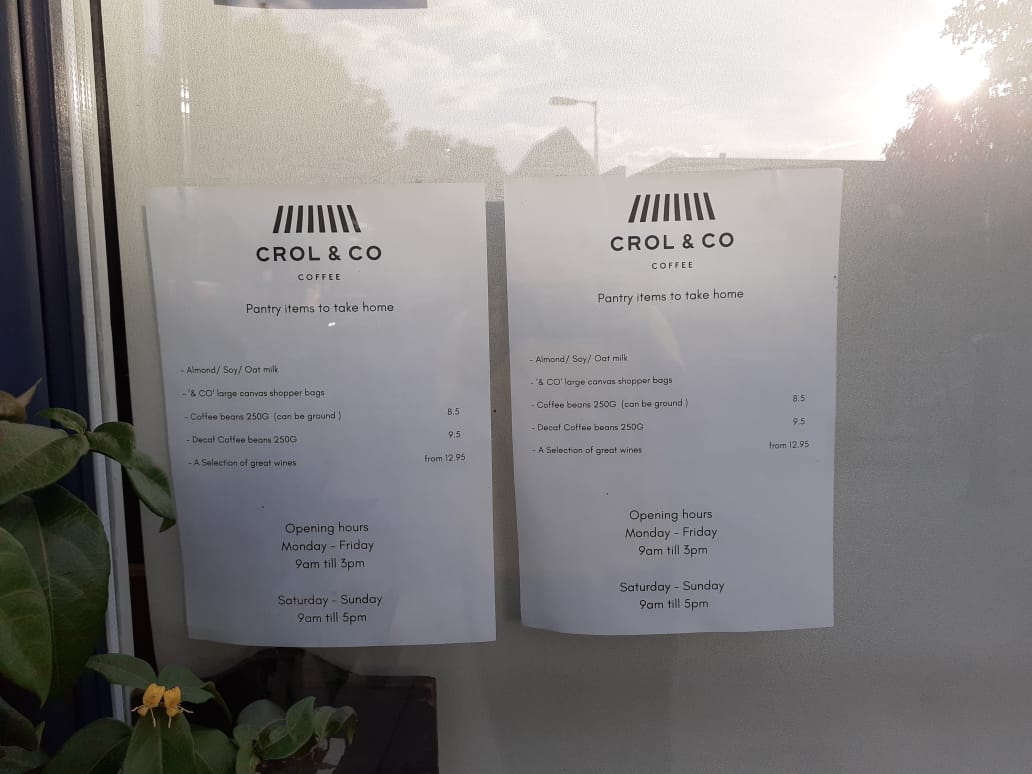 CROL & CO
COFFEE
Pantry items to take home
- Almond/ Soy/ Oat milk
- '& CO' large canvas shopper bags
- Coffee beans 250G (can be ground ) 8.5
- Decaf Coffee beans 250G 9.5
- A Selection of great wines from 12.95
Opening hours
Monday - Friday
9am till 3pm
Saturday - Sunday
9am till 5pm
CROL & CO
COFFEE
Pantry items to take home
- Almond/ Soy/ Oat milk
- '& CO' large canvas shopper bags
- Coffee beans 250G (can be ground ) 8.5
- Decaf Coffee beans 250G 9.5
- A Selection of great wines from 12.95
Opening hours
Monday - Friday
9am till 3pm
Saturday - Sunday
9am till 5pm